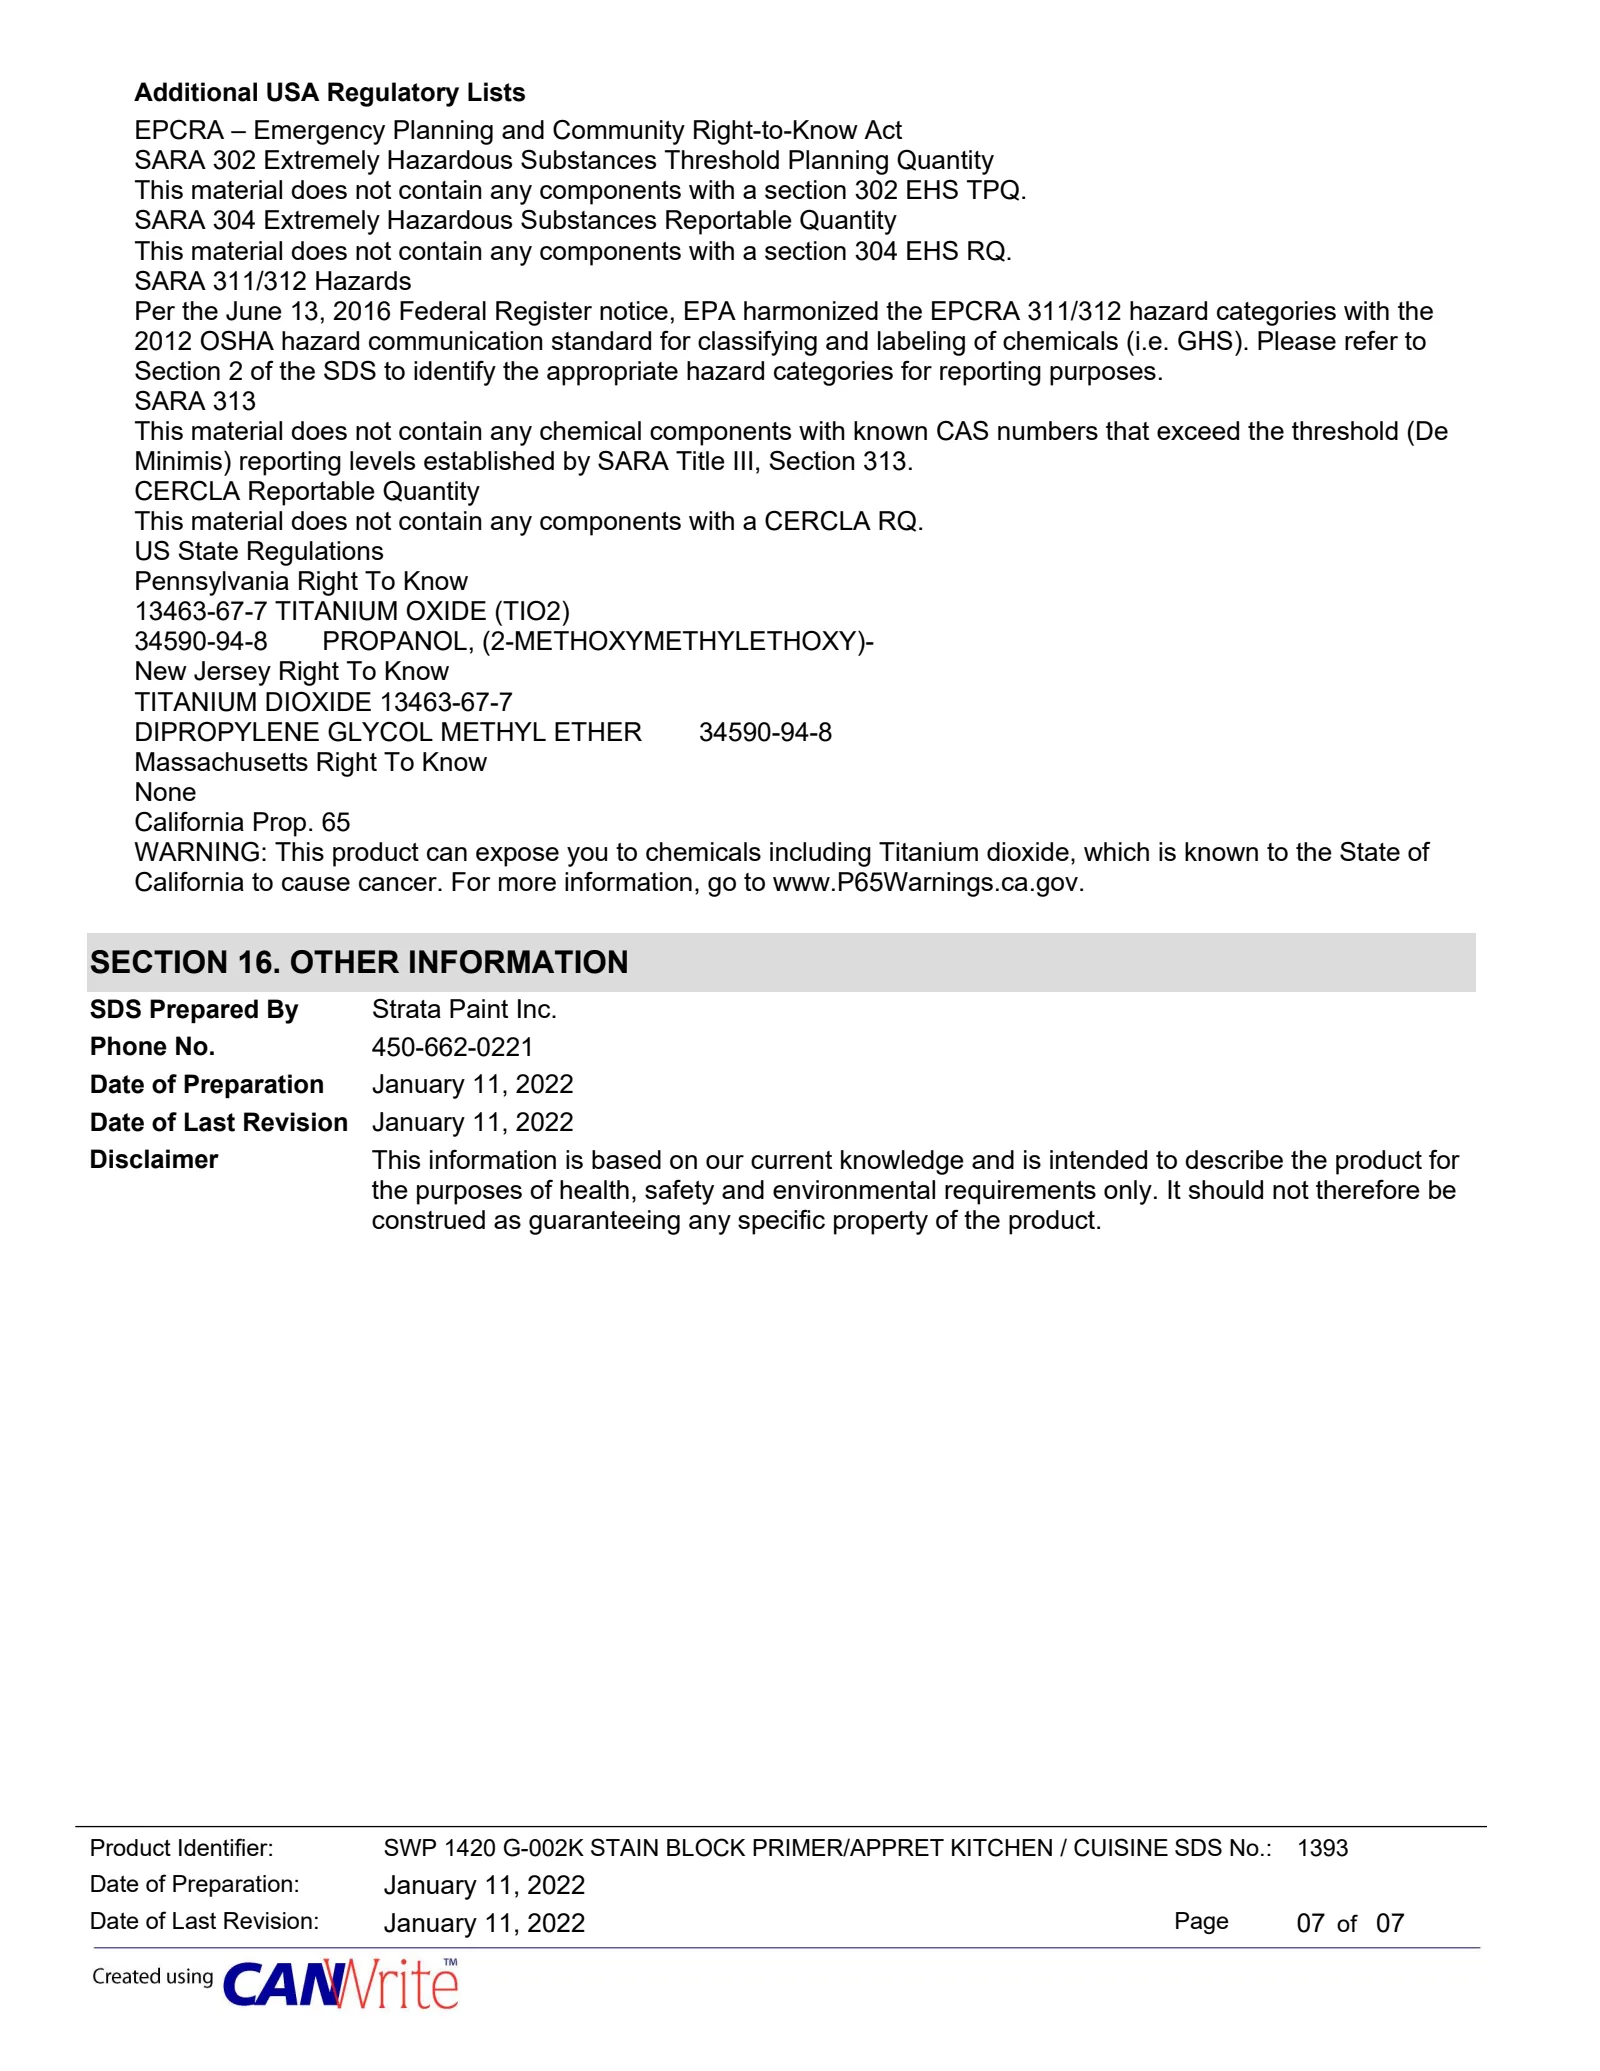 Additional USA Regulatory Lists
EPCRA – Emergency Planning and Community Right-to-Know Act
SARA 302 Extremely Hazardous Substances Threshold Planning Quantity
This material does not contain any components with a section 302 EHS TPQ.
SARA 304 Extremely Hazardous Substances Reportable Quantity
This material does not contain any components with a section 304 EHS RQ.
SARA 311/312 Hazards
Per the June 13, 2016 Federal Register notice, EPA harmonized the EPCRA 311/312 hazard categories with the
2012 OSHA hazard communication standard for classifying and labeling of chemicals (i.e. GHS). Please refer to
Section 2 of the SDS to identify the appropriate hazard categories for reporting purposes.
SARA 313
This material does not contain any chemical components with known CAS numbers that exceed the threshold (De
Minimis) reporting levels established by SARA Title III, Section 313.
CERCLA Reportable Quantity
This material does not contain any components with a CERCLA RQ.
US State Regulations
Pennsylvania Right To Know
13463-67-7 TITANIUM OXIDE (TIO2)
34590-94-8 PROPANOL, (2-METHOXYMETHYLETHOXY)-
New Jersey Right To Know
TITANIUM DIOXIDE 13463-67-7
DIPROPYLENE GLYCOL METHYL ETHER 34590-94-8
Massachusetts Right To Know
None
California Prop. 65
WARNING: This product can expose you to chemicals including Titanium dioxide, which is known to the State of
California to cause cancer. For more information, go to www.P65Warnings.ca.gov.
SECTION 16. OTHER INFORMATION
SDS Prepared By Strata Paint Inc.
Phone No. 450-662-0221
Date of Preparation January 11, 2022
Date of Last Revision January 11, 2022
Disclaimer This information is based on our current knowledge and is intended to describe the product for
the purposes of health, safety and environmental requirements only. It should not therefore be
construed as guaranteeing any specific property of the product.
Product Identifier: SWP 1420 G-002K STAIN BLOCK PRIMER/APPRET KITCHEN / CUISINE SDS No.: 1393
Date of Preparation: January 11, 2022
Date of Last Revision: January 11, 2022 Page 07 of 07
Created using CANWrite™